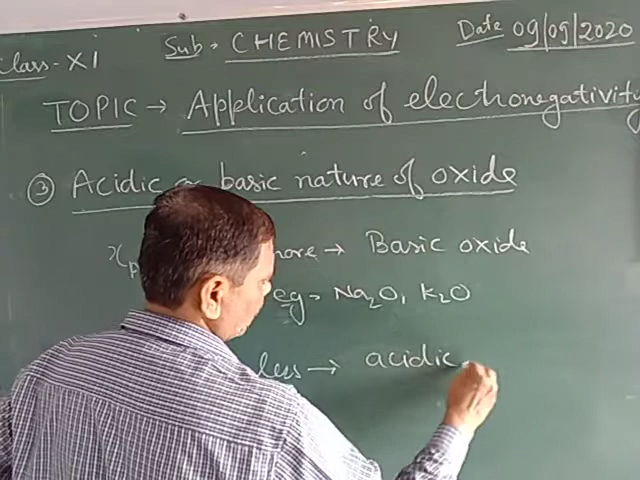 Class-XI Sub. CHEMISTRY Date 09/09/2020
TOPIC → Application of electronegativity
③ Acidic basic nature of oxide
more → Basic oxide
eg. Na₂O, K₂O
less → acidic